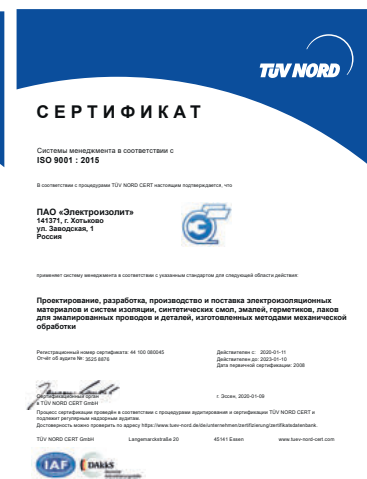 TÜV NORD
СЕРТИФИКАТ
Системы менеджмента в соответствии с
ISO 9001 : 2015
В соответствии с процедурами TÜV NORD CERT настоящим подтверждается, что
ПАО «Электроизолит»
141371, г. Хотьково
ул. Заводская, 1
Россия
применяет систему менеджмента в соответствии с указанным стандартом для следующей области действия:
Проектирование, разработка, производство и поставка электроизоляционных
материалов и систем изоляции, синтетических смол, эмалей, герметиков, лаков
для эмалированных проводов и деталей, изготовленных методами механической
обработки
Регистрационный номер сертификата: 44 100 080045
Отчёт об аудите №: 3525 8876
Действителен с: 2020-01-11
Действителен до: 2023-01-10
Дата первичной сертификации: 2008
Сертификационный орган
в TÜV NORD CERT GmbH
г. Эссен, 2020-01-09
Процесс сертификации проведён в соответствии с процедурами аудитирования и сертификации TÜV NORD CERT и
подлежит регулярным надзорным аудитам.
Достоверность можно проверить по адресу https://www.tuev-nord.de/de/unternehmen/zertifizierung/zertifikatedatenbank.
TÜV NORD CERT GmbH Langemarckstraße 20 45141 Essen www.tuev-nord-cert.com
IAF
DAkkS